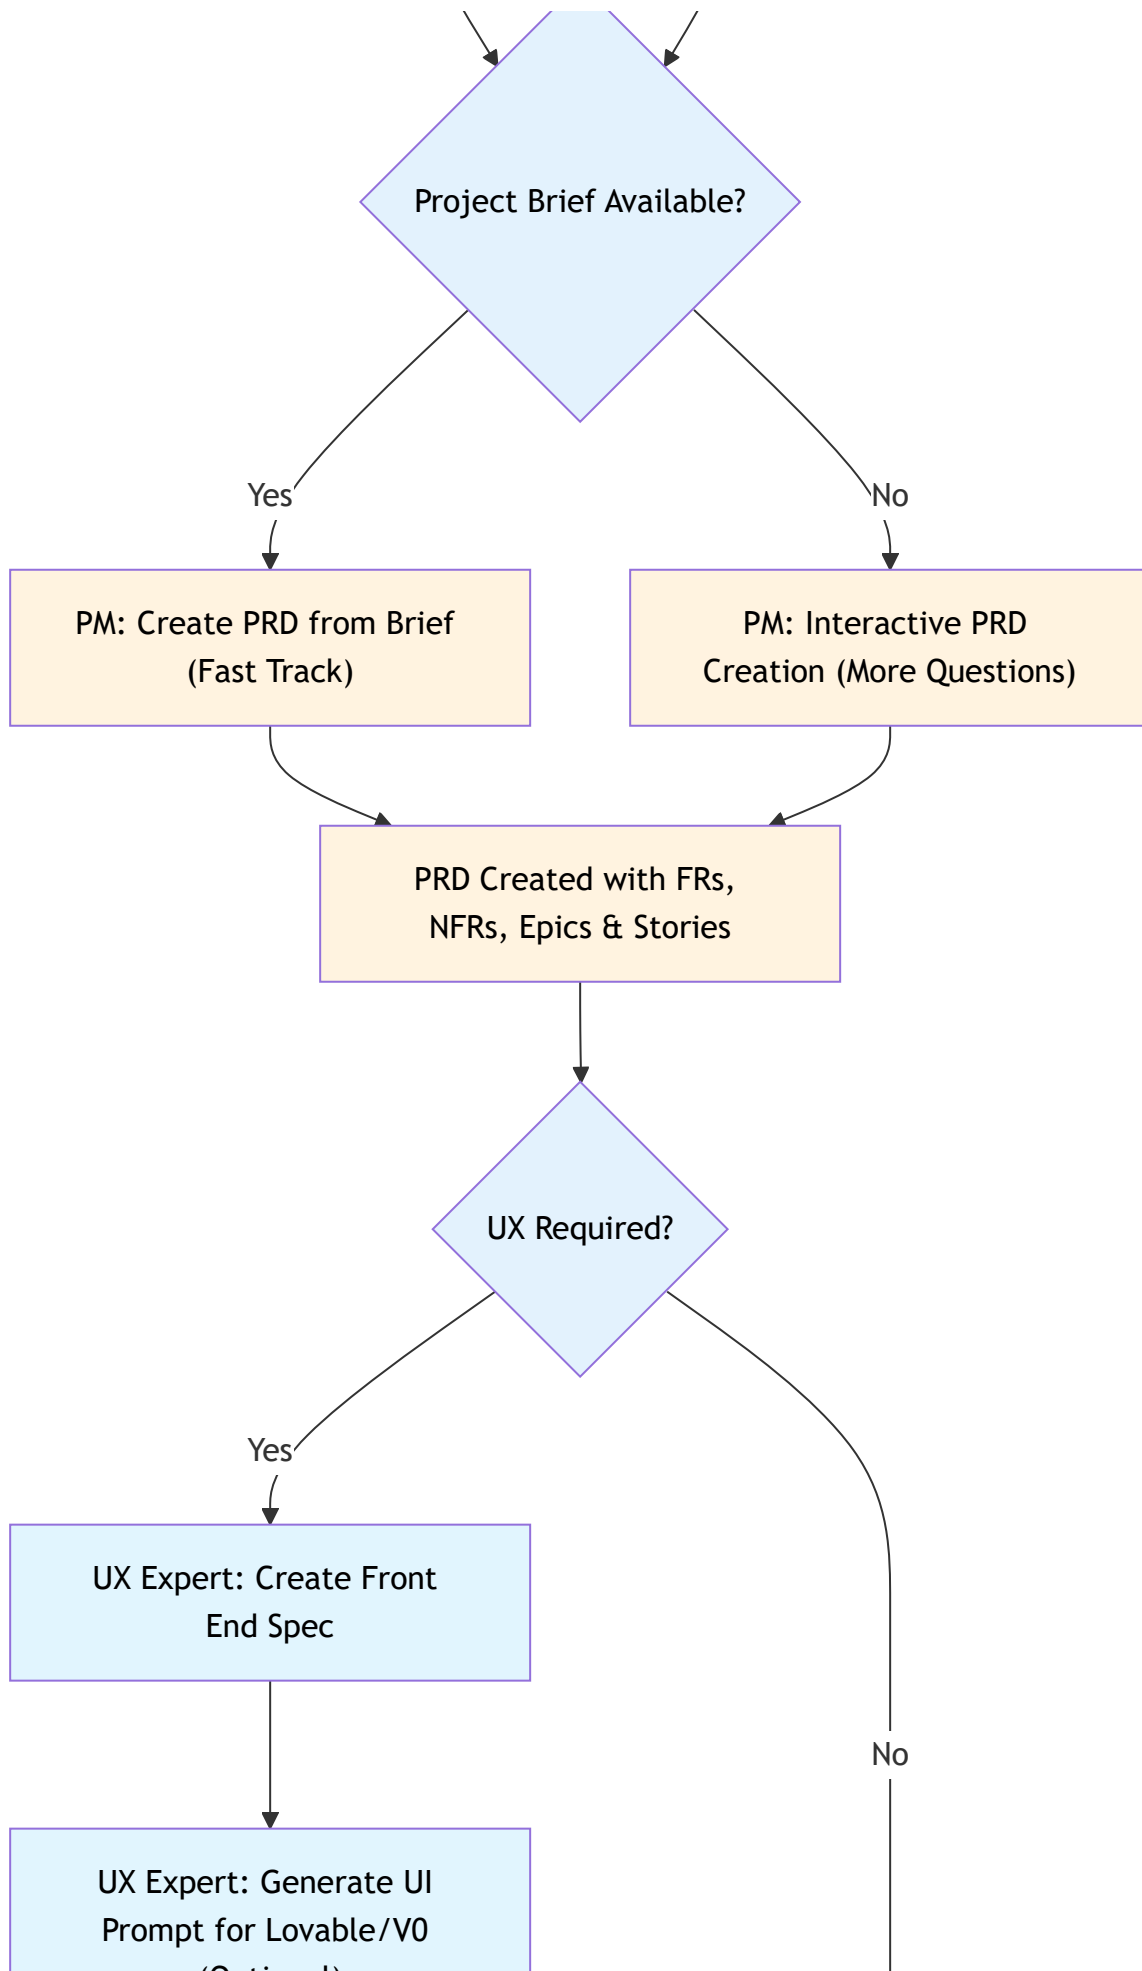 Project Brief Available?
Yes
No
PM: Create PRD from Brief
(Fast Track)
PM: Interactive PRD
Creation (More Questions)
PRD Created with FRs,
NFRs, Epics & Stories
UX Required?
Yes
UX Expert: Create Front
End Spec
No
UX Expert: Generate UI
Prompt for Lovable/V0